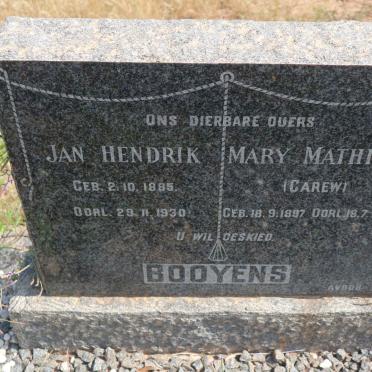 ONS DIERBARE OUERS
JAN HENDRIK MARY MATHI
GEB. 2.10.1885. (CAREW)
OORL. 29.11.1930 GEB. 18.9.1897 OORL. 18.7
U WIL GESKIED.
BOOYENS